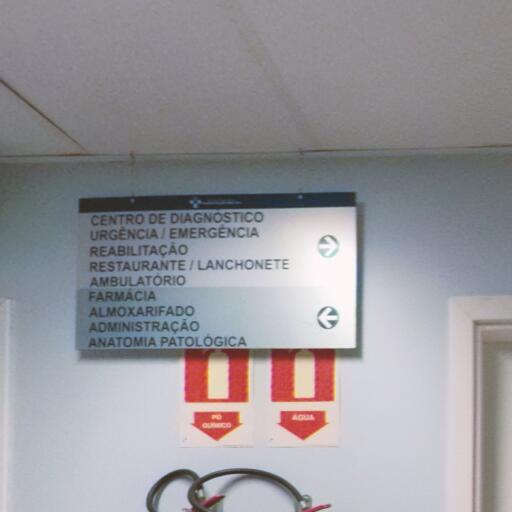 CENTRO DE DIAGNÓSTICO
URGÊNCIA / EMERGÊNCIA
REABILITAÇÃO
RESTAURANTE / LANCHONETE
AMBULATÓRIO
FARMÁCIA
ALMOXARIFADO
ADMINISTRAÇÃO
ANATOMIA PATOLÓGICA
PÓ
QUÍMICO
ÁGUA